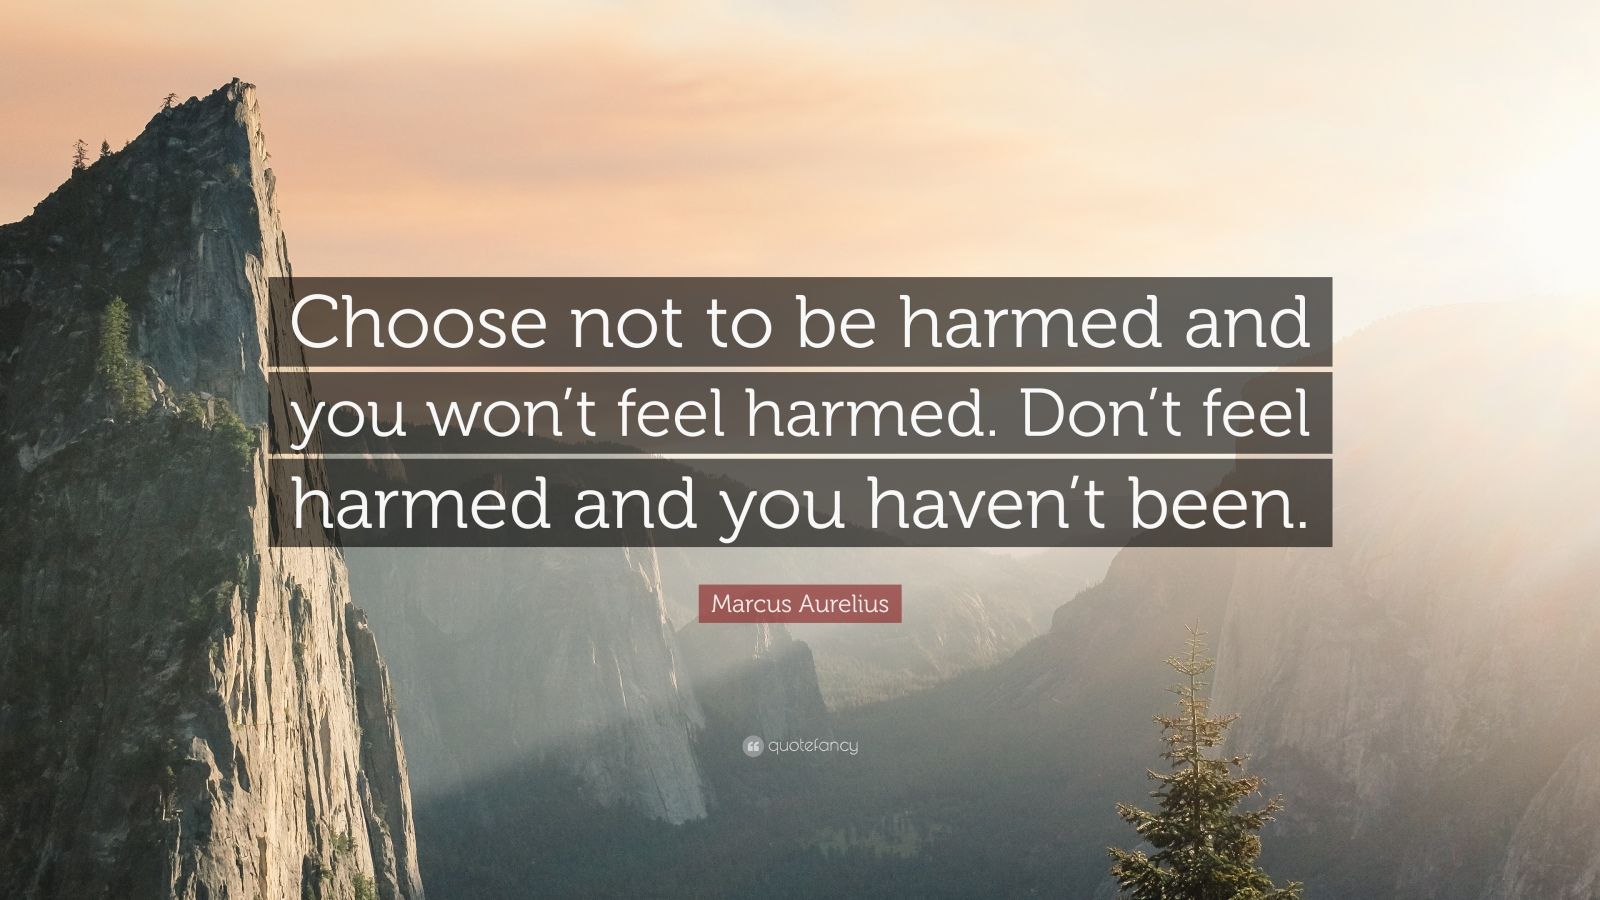 Choose not to be harmed and
you won’t feel harmed. Don’t feel
harmed and you haven’t been.
Marcus Aurelius
quotefancy